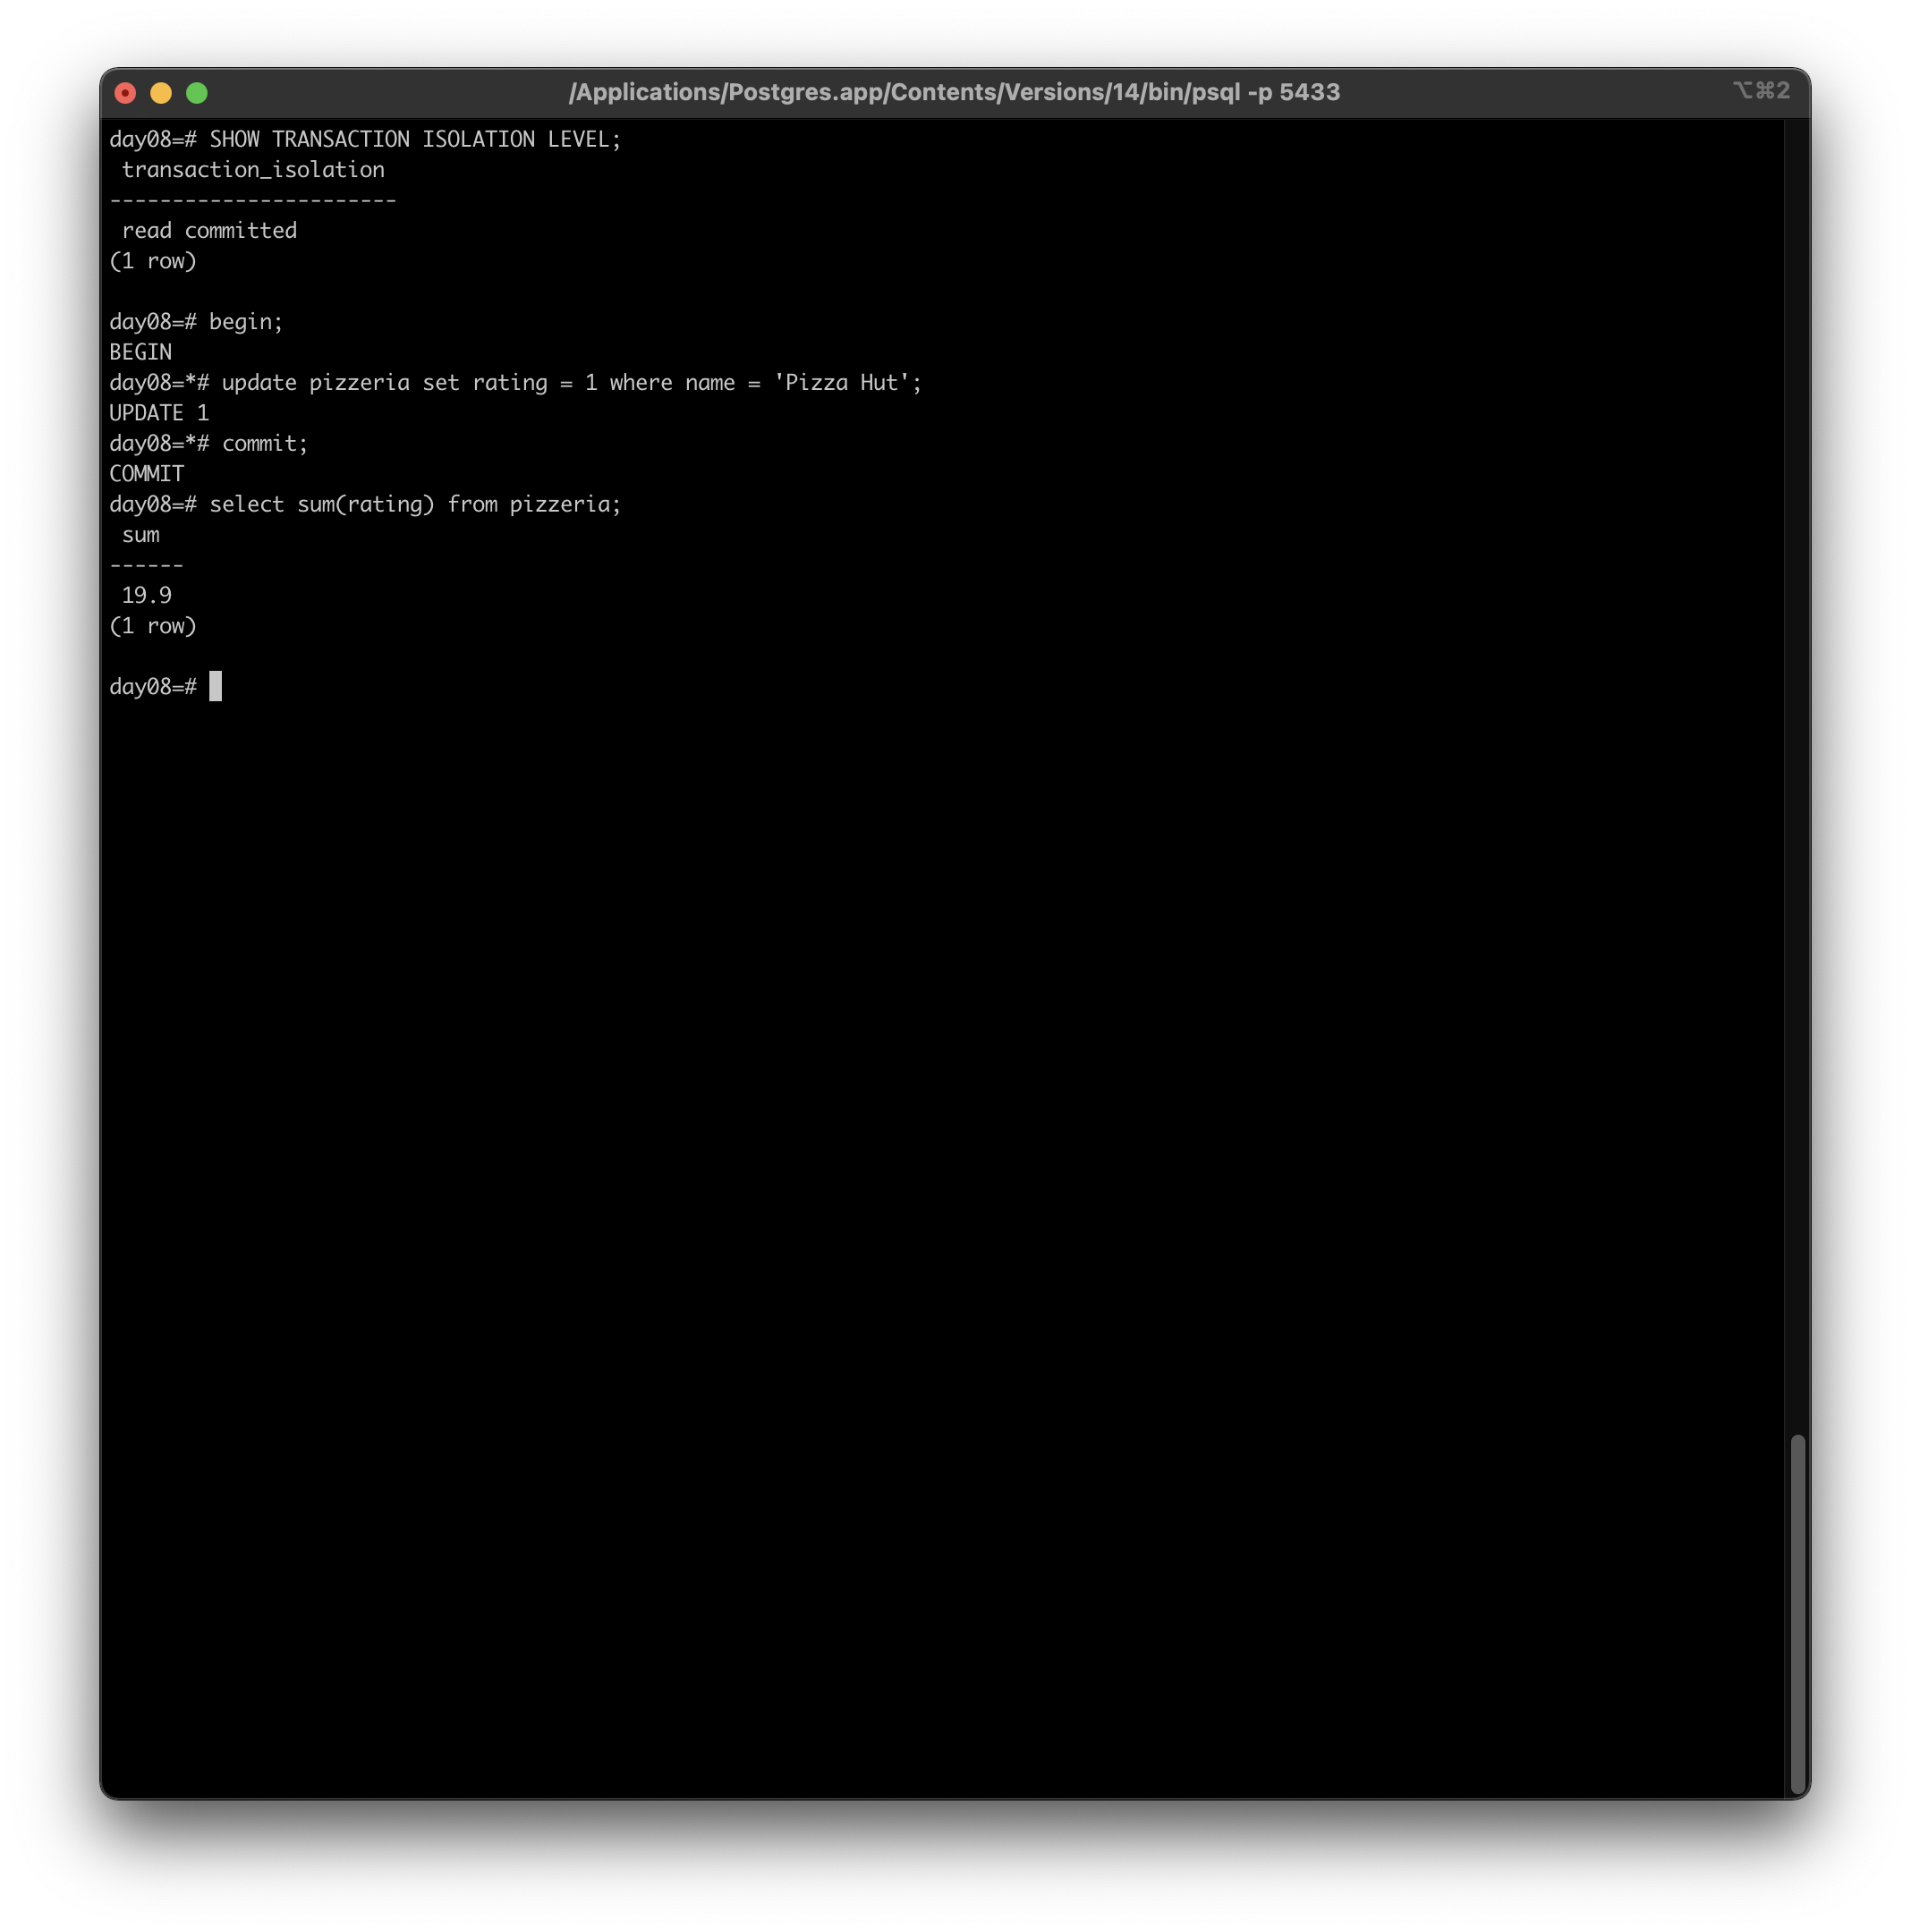 /Applications/Postgres.app/Contents/Versions/14/bin/psql -p 5433
⌥⌘2
day08=# SHOW TRANSACTION ISOLATION LEVEL;
transaction_isolation
-----------------------
read committed
(1 row)
day08=# begin;
BEGIN
day08=*# update pizzeria set rating = 1 where name = 'Pizza Hut';
UPDATE 1
day08=*# commit;
COMMIT
day08=# select sum(rating) from pizzeria;
sum
------
19.9
(1 row)
day08=#